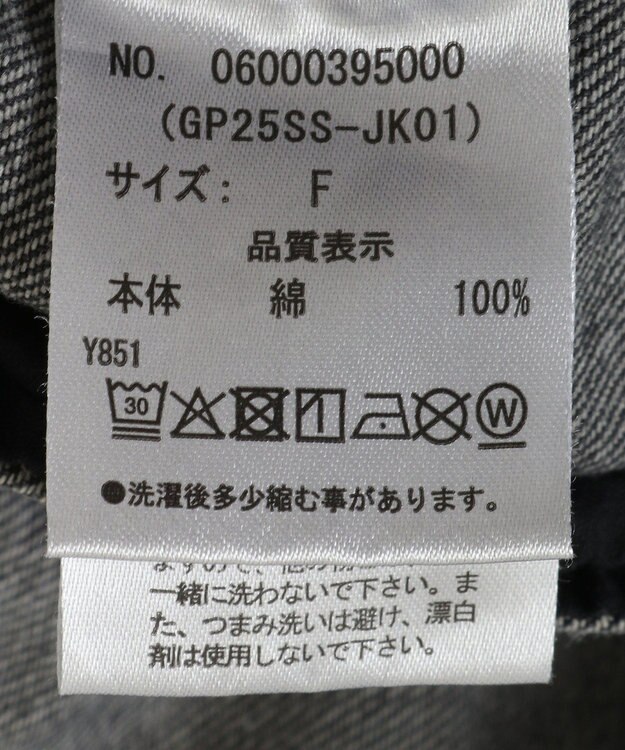 NO. 06000395000
(GP25SS-JK01)
サイズ: F
品質表示
本体 綿 100%
Y851
30 W
●洗濯後多少縮む事があります。
一緒に洗わないで下さい。ま
た、つまみ洗いは避け、漂白
剤は使用しないで下さい。